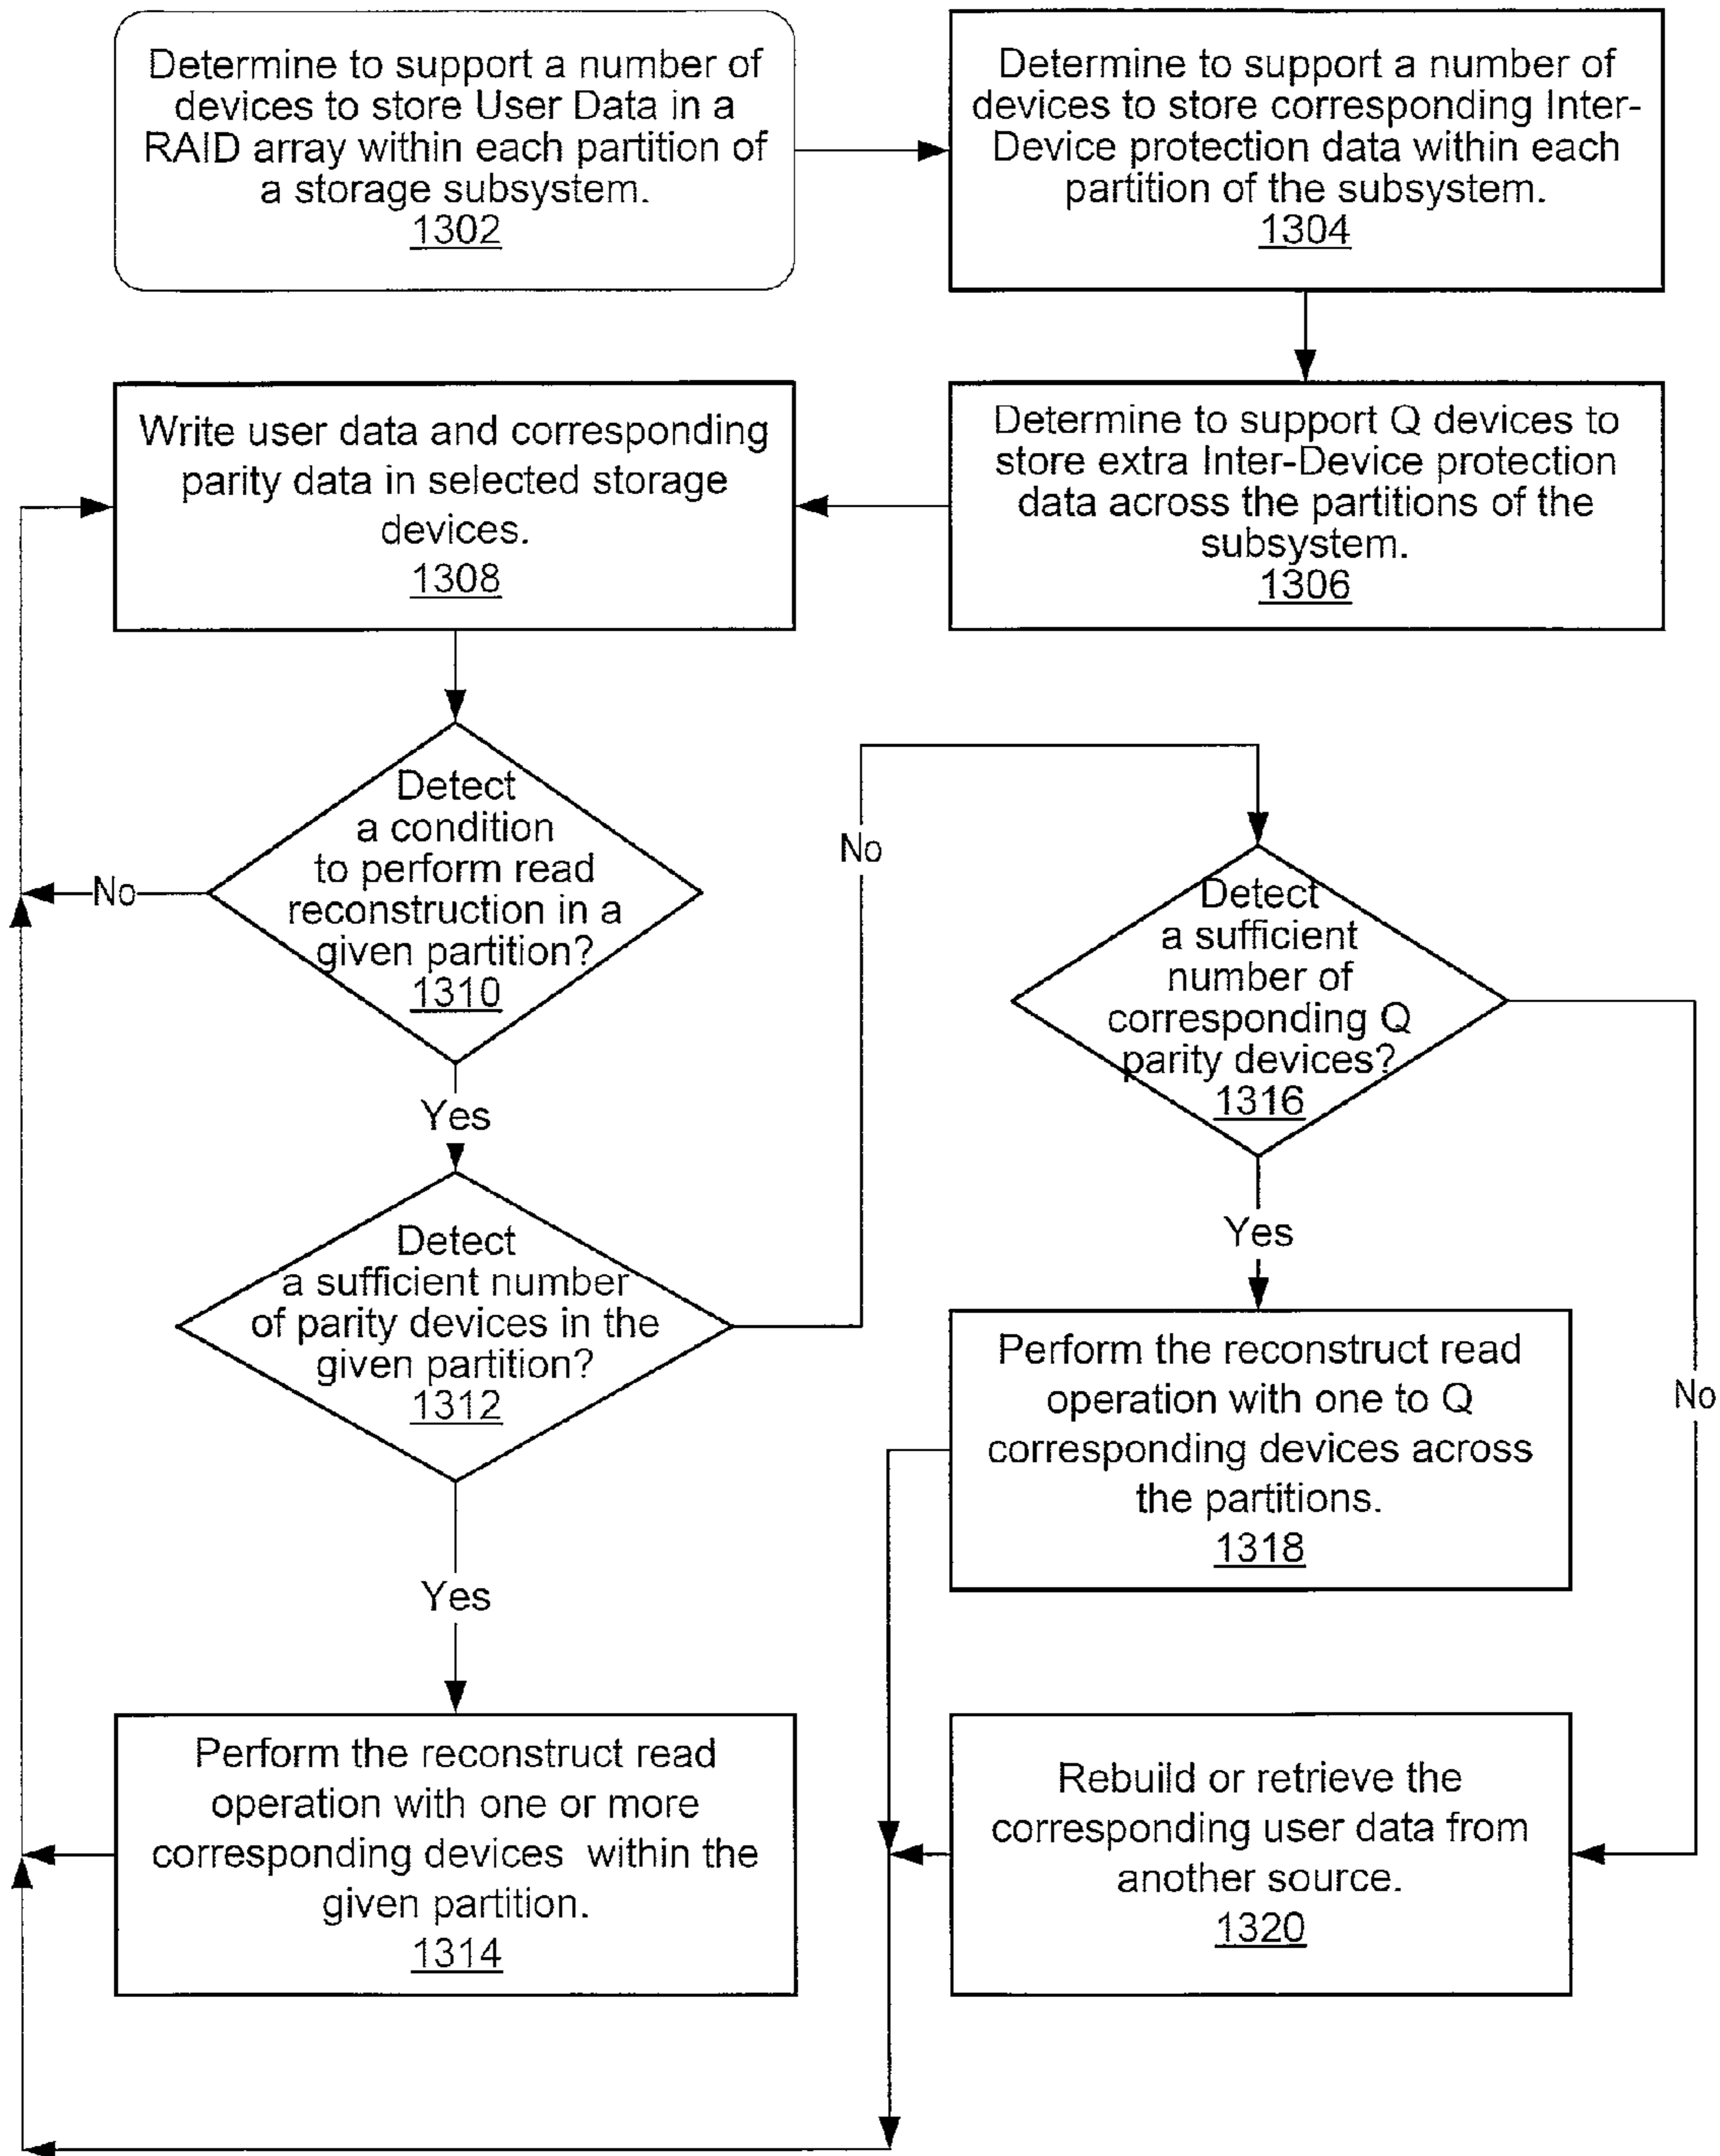 Determine to support a number of
devices to store User Data in a
RAID array within each partition of
a storage subsystem.
1302
Determine to support a number of
devices to store corresponding Inter-
Device protection data within each
partition of the subsystem.
1304
Determine to support Q devices to
store extra Inter-Device protection
data across the partitions of the
subsystem.
1306
Write user data and corresponding
parity data in selected storage
devices.
1308
Detect
a condition
to perform read
reconstruction in a
given partition?
1310
No
Yes
Detect
a sufficient number
of parity devices in the
given partition?
1312
No
Yes
Perform the reconstruct read
operation with one or more
corresponding devices within the
given partition.
1314
Detect
a sufficient
number of
corresponding Q
parity devices?
1316
Yes
No
Perform the reconstruct read
operation with one to Q
corresponding devices across
the partitions.
1318
Rebuild or retrieve the
corresponding user data from
another source.
1320